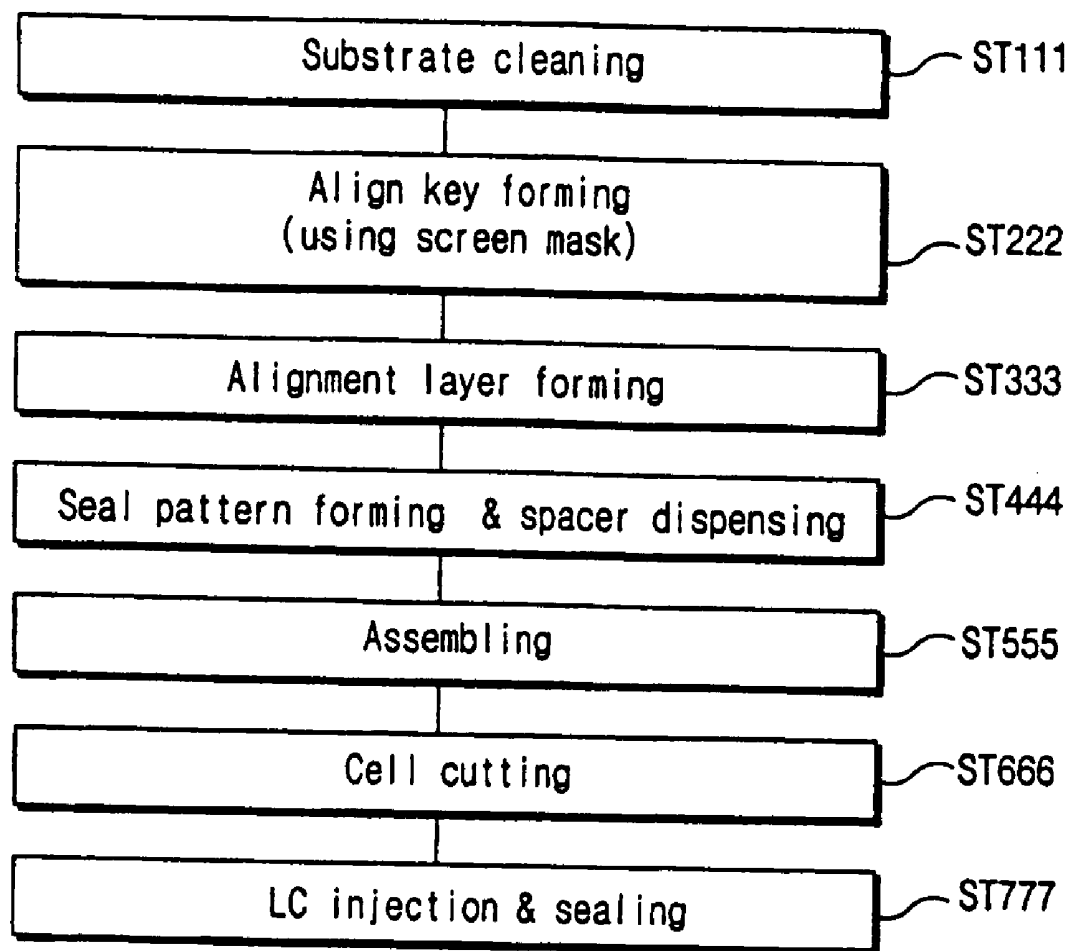 Substrate cleaning ST111
Align key forming
(using screen mask) ST222
Alignment layer forming ST333
Seal pattern forming & spacer dispensing ST444
Assembling ST555
Cell cutting ST666
LC injection & sealing ST777